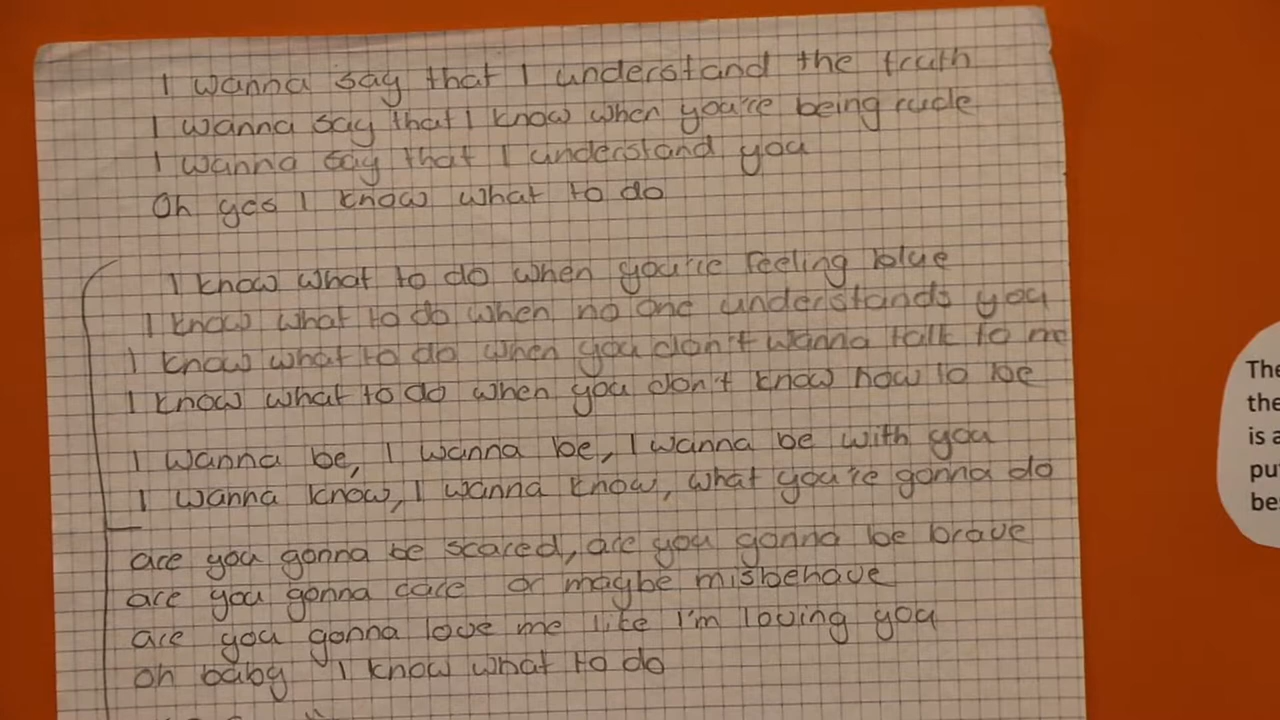 I wanna say that I understand the truth
I wanna say that I know when you're being rude
I wanna say that I understand you
Oh yes I know what to do
I know what to do when you're feeling blue
I know what to do when no one understands you
I know what to do when you don't wanna talk to me
I know what to do when you don't know how to be
I wanna be, I wanna be, I wanna be with you
I wanna know, I wanna know, what you're gonna do
are you gonna be scared, are you gonna be brave
are you gonna care or maybe misbehave
are you gonna love me like I'm loving you
oh baby I know what to do
The
the
is a
pu
be